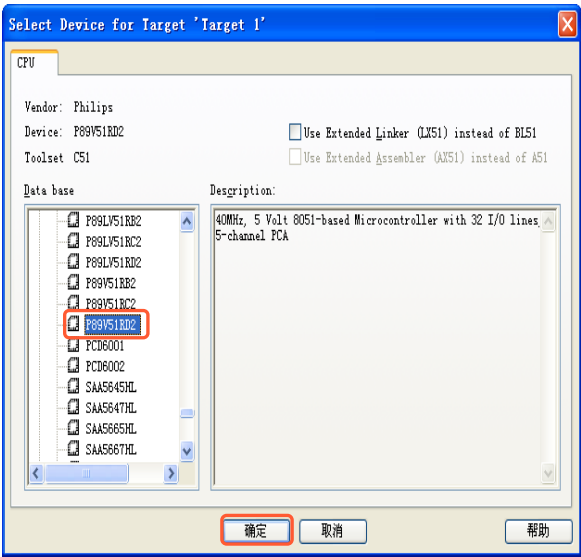 Select Device for Target 'Target 1'
CPU
Vendor: Philips
Device: P89V51RD2
Use Extended Linker (LX51) instead of BL51
Toolset C51
Use Extended Assembler (AX51) instead of A51
Data base
Description:
P89LV51RB2
P89LV51RC2
P89LV51RD2
P89V51RB2
P89V51RC2
P89V51RD2
PCD6001
PCD6002
SAA5645HL
SAA5647HL
SAA5665HL
SAA5667HL
40MHz, 5 Volt 8051-based Microcontroller with 32 I/O lines,
5-channel PCA
确定
取消
帮助